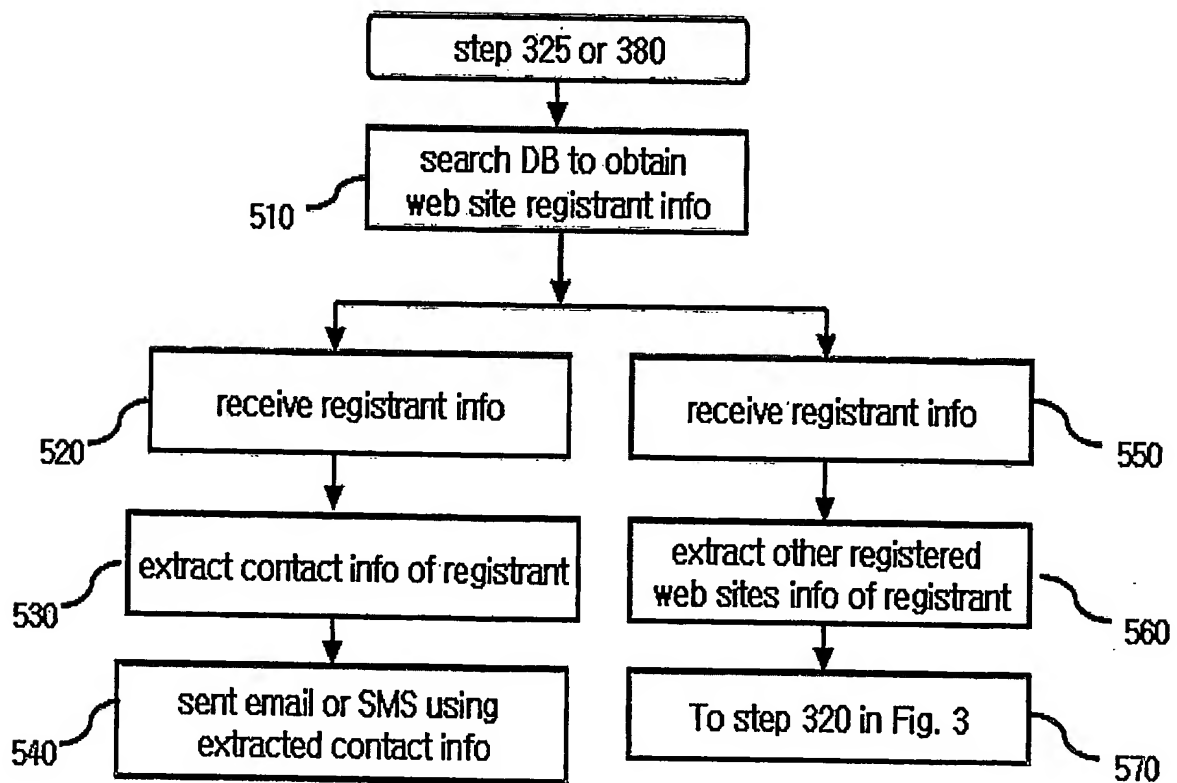 step 325 or 380
search DB to obtain
web site registrant info
510
receive registrant info
520
receive registrant info
550
extract contact info of registrant
530
extract other registered
web sites info of registrant
560
sent email or SMS using
extracted contact info
540
To step 320 in Fig. 3
570